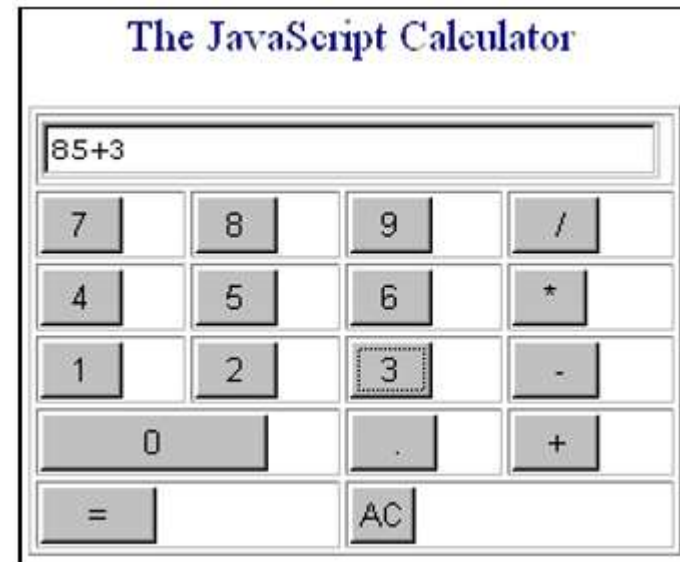 The JavaScript Calculator
85+3
7 8 9 /
4 5 6 *
1 2 3 -
0 . +
= AC